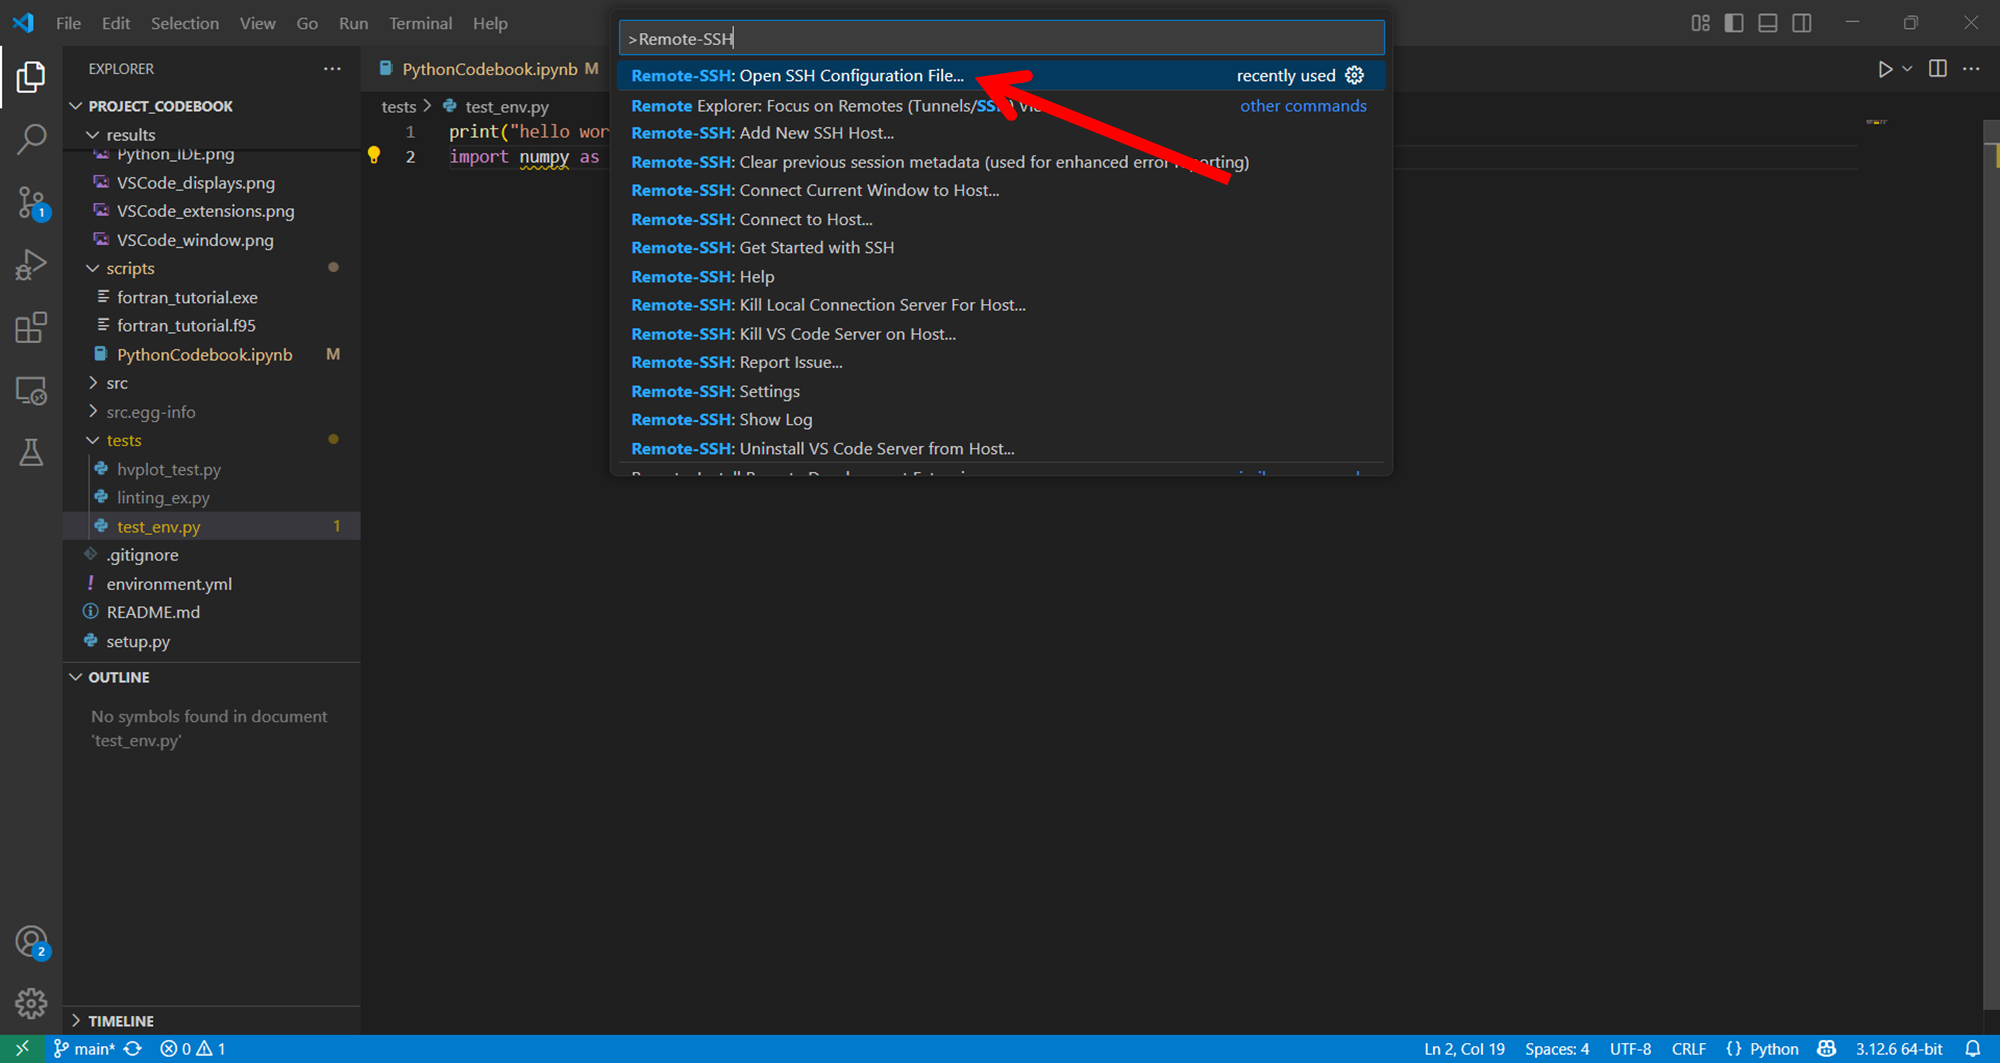 File Edit Selection View Go Run Terminal Help
>Remote-SSH
EXPLORER
PROJECT_CODEBOOK
results
Python_IDE.png
VSCode_displays.png
VSCode_extensions.png
VSCode_window.png
scripts
fortran_tutorial.exe
fortran_tutorial.f95
PythonCodebook.ipynb M
src
src.egg-info
tests
hvplot_test.py
linting_ex.py
test_env.py 1
.gitignore
environment.yml
README.md
setup.py
OUTLINE
No symbols found in document
'test_env.py'
TIMELINE
PythonCodebook.ipynb M
tests > test_env.py
1 print("hello wor
2 import numpy as
Remote-SSH: Open SSH Configuration File... recently used
Remote Explorer: Focus on Remotes (Tunnels/ other commands
Remote-SSH: Add New SSH Host...
Remote-SSH: Clear previous session metadata (used for enhanced error reporting)
Remote-SSH: Connect Current Window to Host...
Remote-SSH: Connect to Host...
Remote-SSH: Get Started with SSH
Remote-SSH: Help
Remote-SSH: Kill Local Connection Server For Host...
Remote-SSH: Kill VS Code Server on Host...
Remote-SSH: Report Issue...
Remote-SSH: Settings
Remote-SSH: Show Log
Remote-SSH: Uninstall VS Code Server from Host...
1
2
main* 0 1
Ln 2, Col 19 Spaces: 4 UTF-8 CRLF {} Python 3.12.6 64-bit